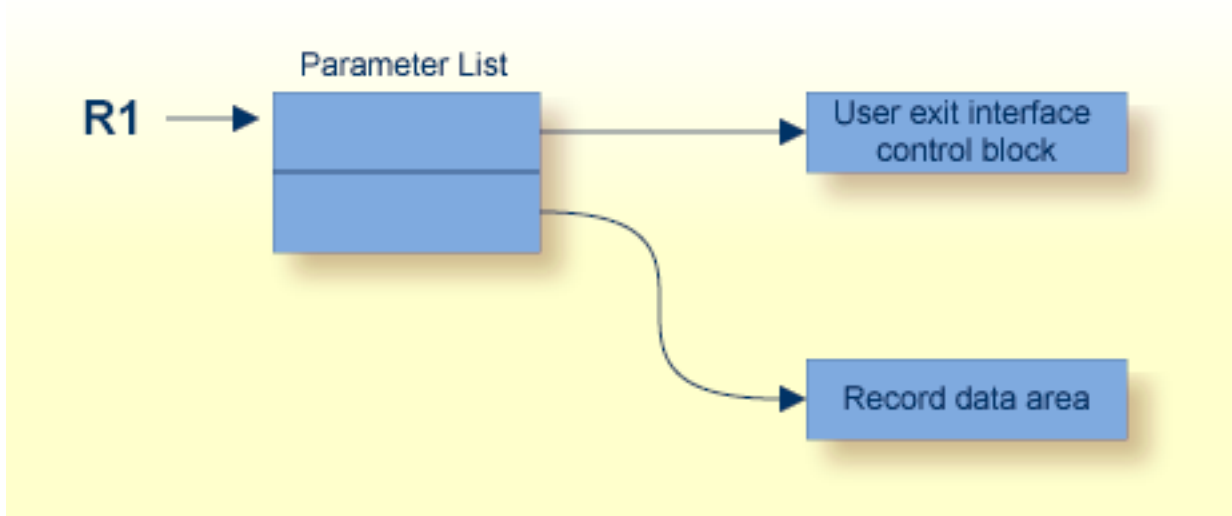 Parameter List
R1
User exit interface
control block
Record data area